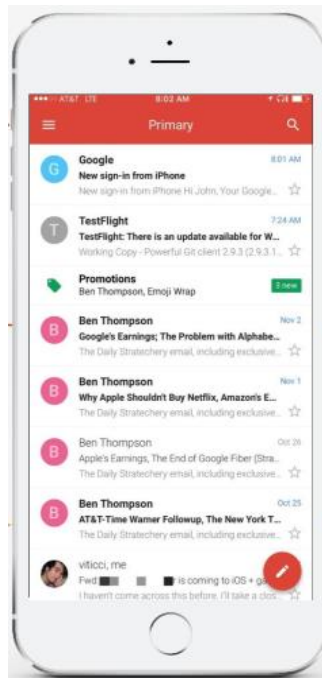 AT&T LTE 8:02 AM
Primary
G
Google 8:01 AM
New sign-in from iPhone
New sign-in from iPhone Hi John, Your Google...
T
TestFlight 7:24 AM
TestFlight: There is an update available for W...
Working Copy - Powerful Git client 2.9.3 (2.9.3.1...
Promotions
Ben Thompson, Emoji Wrap
3 new
B
Ben Thompson Nov 2
Google's Earnings; The Problem with Alphabe...
The Daily Stratechery email, including exclusive...
B
Ben Thompson Nov 1
Why Apple Shouldn't Buy Netflix, Amazon's E...
The Daily Stratechery email, including exclusive...
B
Ben Thompson Oct 26
Apple's Earnings, The End of Google Fiber (Stra...
The Daily Stratechery email, including exclusive...
B
Ben Thompson Oct 25
AT&T-Time Warner Followup, The New York T...
The Daily Stratechery email, including exclusive...
viticci, me
Fwd: is coming to iOS + ga
I haven't come across this before. I'll take a clos...